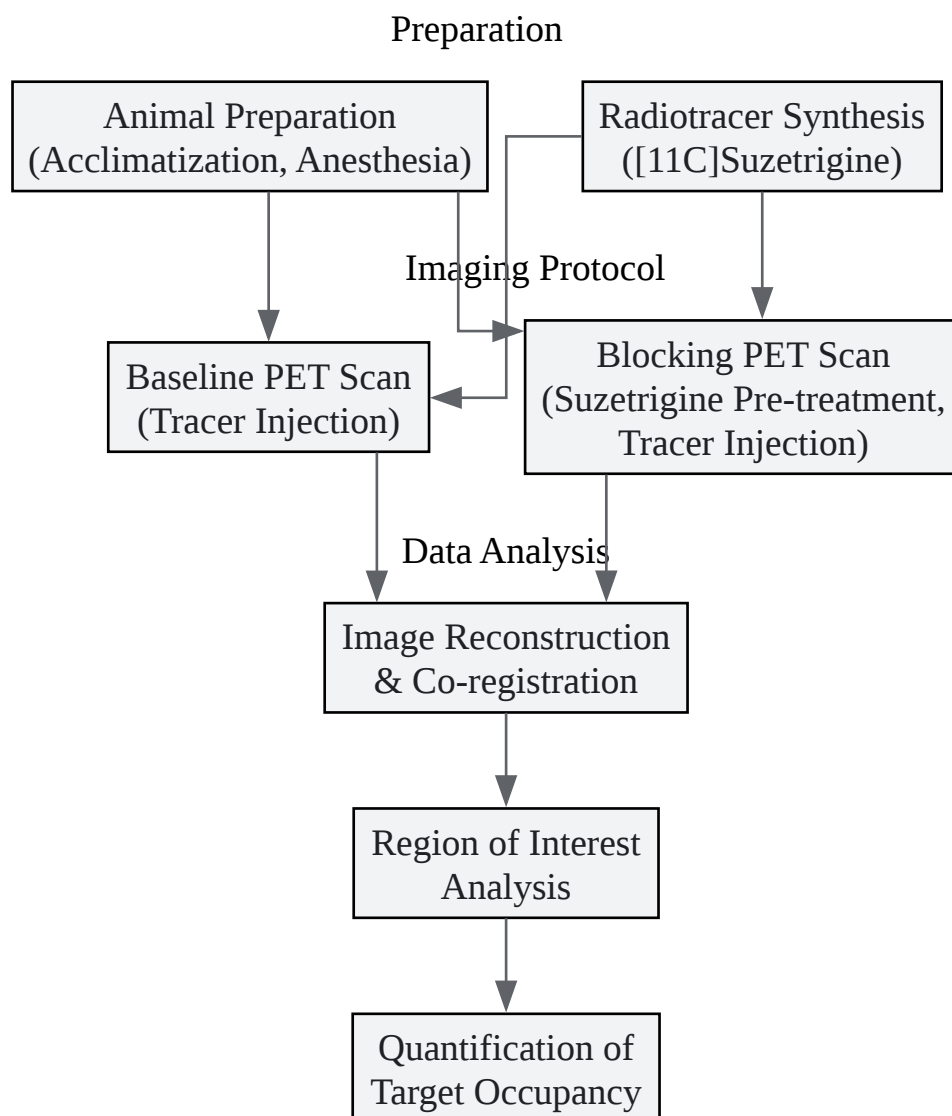 Preparation
Animal Preparation
(Acclimatization, Anesthesia)
Radiotracer Synthesis
([11C]Suzetrigine)
Imaging Protocol
Baseline PET Scan
(Tracer Injection)
Blocking PET Scan
(Suzetrigine Pre-treatment,
Tracer Injection)
Data Analysis
Image Reconstruction
& Co-registration
Region of Interest
Analysis
Quantification of
Target Occupancy